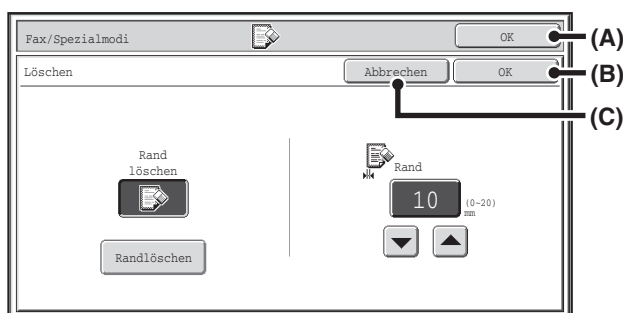 Fax/Spezialmodi OK (A)
Löschen Abbrechen OK (B)
(C)
Rand
löschen
Rand
10 (0~20)
mm
Randlöschen